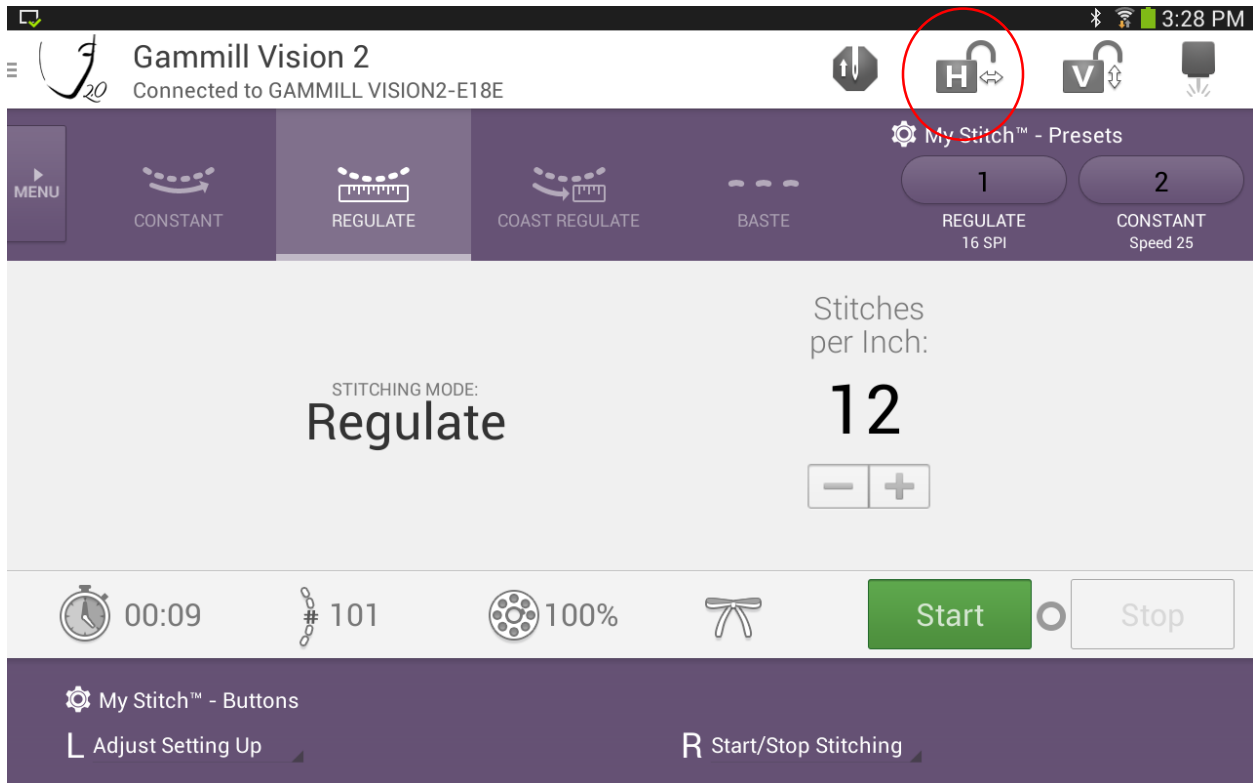 3:28 PM
20
Gammill Vision 2
Connected to GAMMILL VISION2-E18E
H
V
My Stitch™ - Presets
MENU
CONSTANT
REGULATE
COAST REGULATE
BASTE
1
REGULATE
16 SPI
2
CONSTANT
Speed 25
Stitches
per Inch:
12
STITCHING MODE:
Regulate
00:09
# 101
100%
Start
Stop
My Stitch™ - Buttons
L Adjust Setting Up
R Start/Stop Stitching